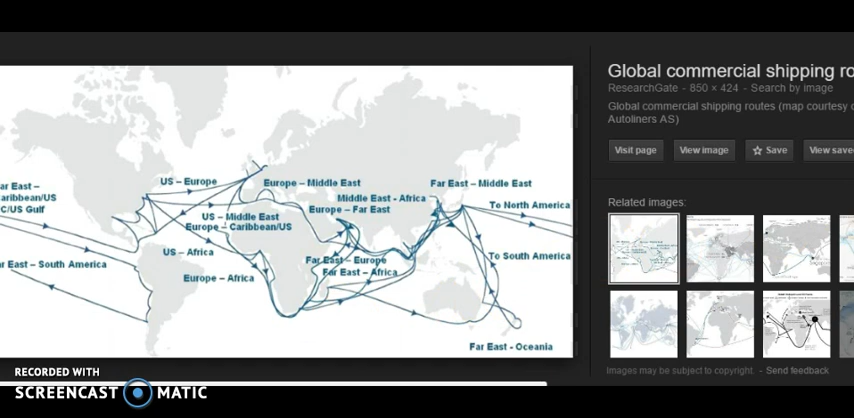 Global commercial shipping ro
ResearchGate - 850 × 424 - Search by image
Global commercial shipping routes (map courtesy o
Autoliners AS)
Visit page
View image
Save
View save
Related images:
Images may be subject to copyright. - Send feedback
ar East –
aribbean/US
C/US Gulf
US – Europe
Europe – Middle East
Far East – Middle East
Middle East - Africa
Europe – Far East
To North America
US – Middle East
Europe – Caribbean/US
US – Africa
Far East – Europe
Far East – Africa
To South America
r East – South America
Europe – Africa
Far East - Oceania
RECORDED WITH
SCREENCAST MATIC